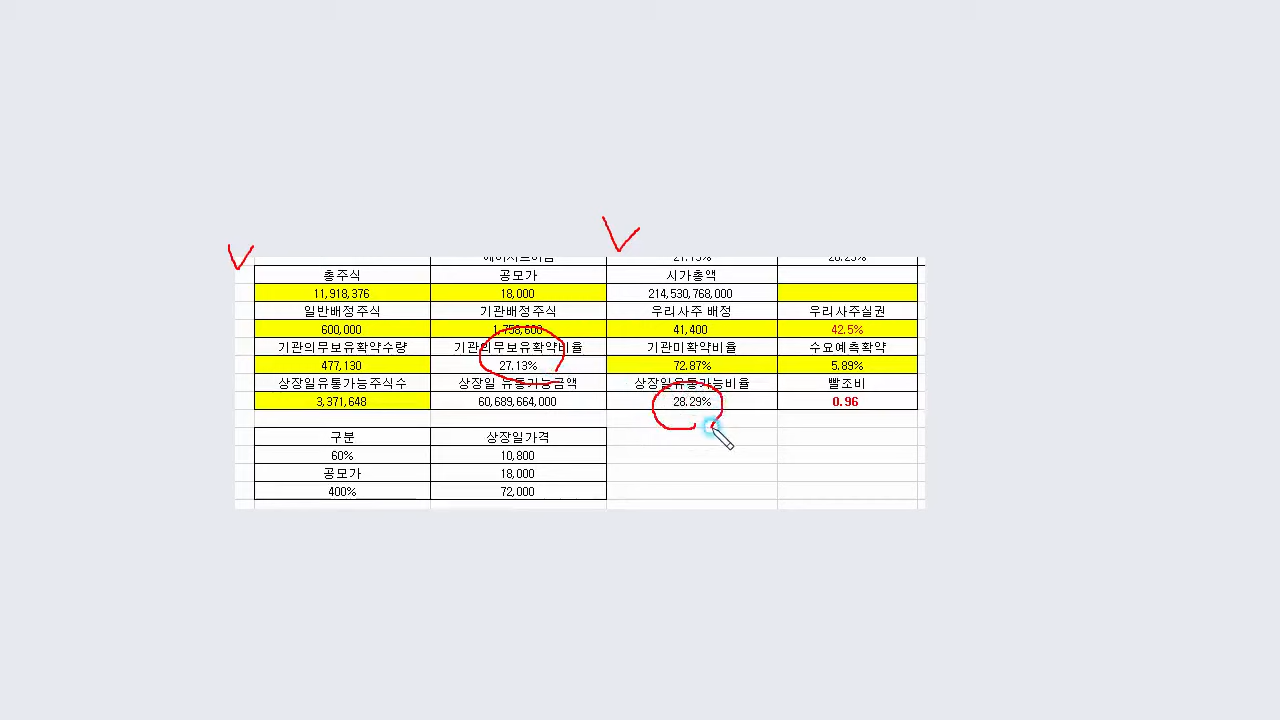 27.13% 28.29%
총주식 공모가 시가총액
11,918,376 18,000 214,530,768,000
일반배정주식 기관배정주식 우리사주 배정 우리사주실권
600,000 1,758,600 41,400 42.5%
기관의무보유확약수량 기관의무보유확약비율 기관미확약비율 수요예측확약
477,130 27.13% 72.87% 5.89%
상장일유통가능주식수 상장일 유통가능금액 상장일유통가능비율 빨조비
3,371,648 60,689,664,000 28.29% 0.96
구분 상장일가격
60% 10,800
공모가 18,000
400% 72,000